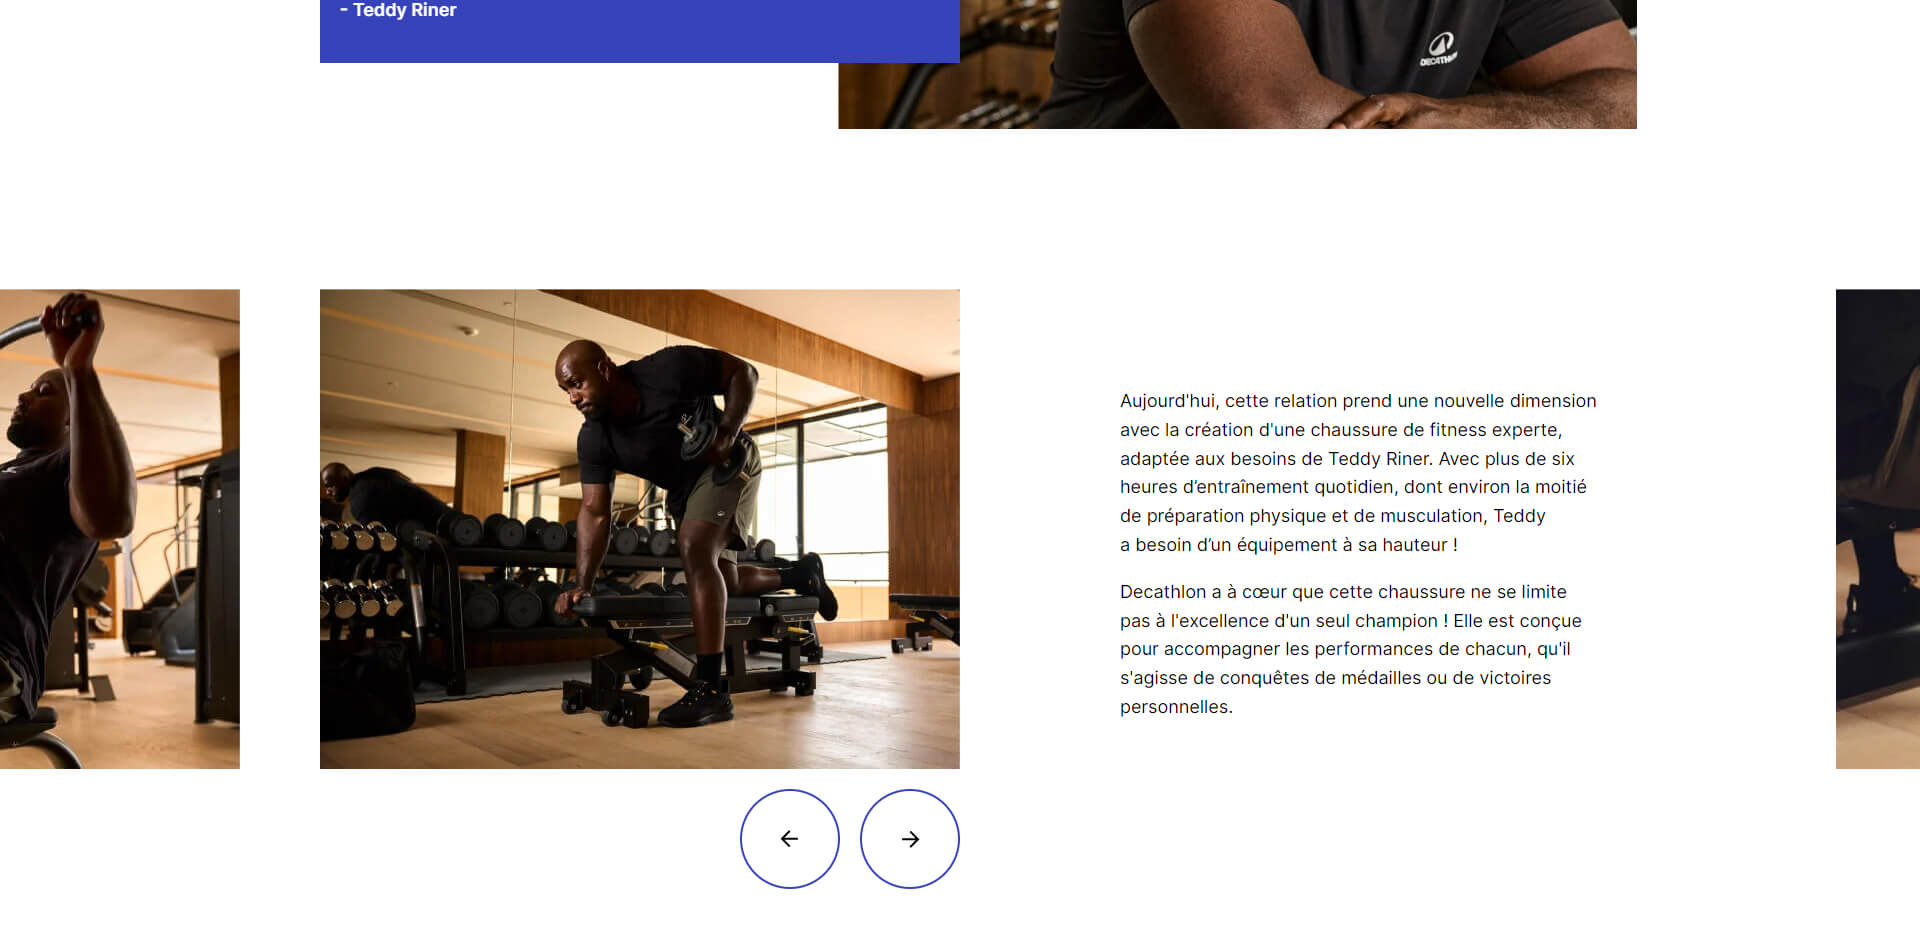 - Teddy Riner
DECATHLON
Aujourd'hui, cette relation prend une nouvelle dimension
avec la création d'une chaussure de fitness experte,
adaptée aux besoins de Teddy Riner. Avec plus de six
heures d’entraînement quotidien, dont environ la moitié
de préparation physique et de musculation, Teddy
a besoin d’un équipement à sa hauteur !
Decathlon a à cœur que cette chaussure ne se limite
pas à l'excellence d'un seul champion ! Elle est conçue
pour accompagner les performances de chacun, qu'il
s'agisse de conquêtes de médailles ou de victoires
personnelles.